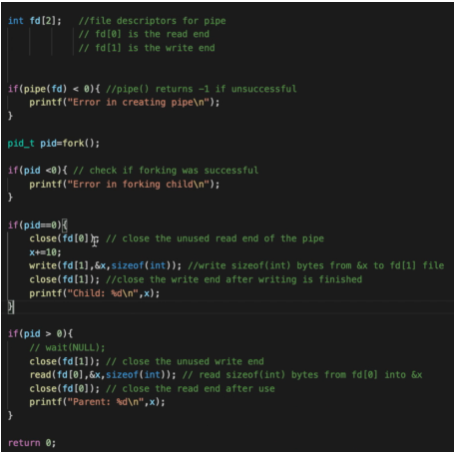 int fd[2];   //file descriptors for pipe
// fd[0] is the read end
// fd[1] is the write end
if(pipe(fd) < 0){ //pipe() returns -1 if unsuccessful
printf("Error in creating pipe\n");
}
pid_t pid=fork();
if(pid <0){ // check if forking was successful
printf("Error in forking child\n");
}
if(pid==0){
close(fd[0]); // close the unused read end of the pipe
x+=10;
write(fd[1],&x,sizeof(int)); //write sizeof(int) bytes from &x to fd[1] file
close(fd[1]); //close the write end after writing is finished
printf("Child: %d\n",x);
}
if(pid > 0){
// wait(NULL);
close(fd[1]); // close the unused write end
read(fd[0],&x,sizeof(int)); // read sizeof(int) bytes from fd[0] into &x
close(fd[0]); // close the read end after use
printf("Parent: %d\n",x);
}
return 0;